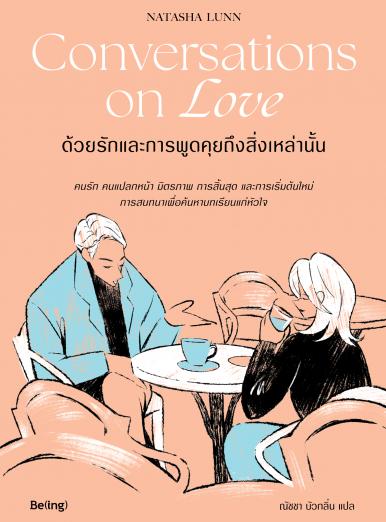 NATASHA LUNN
Conversations
on Love
ด้วยรักและการพูดคุยถึงสิ่งเหล่านั้น
คนรัก คนแปลกหน้า มิตรภาพ การสิ้นสุด และการเริ่มต้นใหม่
การสนทนาเพื่อค้นหาบทเรียนแก่หัวใจ
Be(ing)
ณัชชา บัวกลิ่น แปล